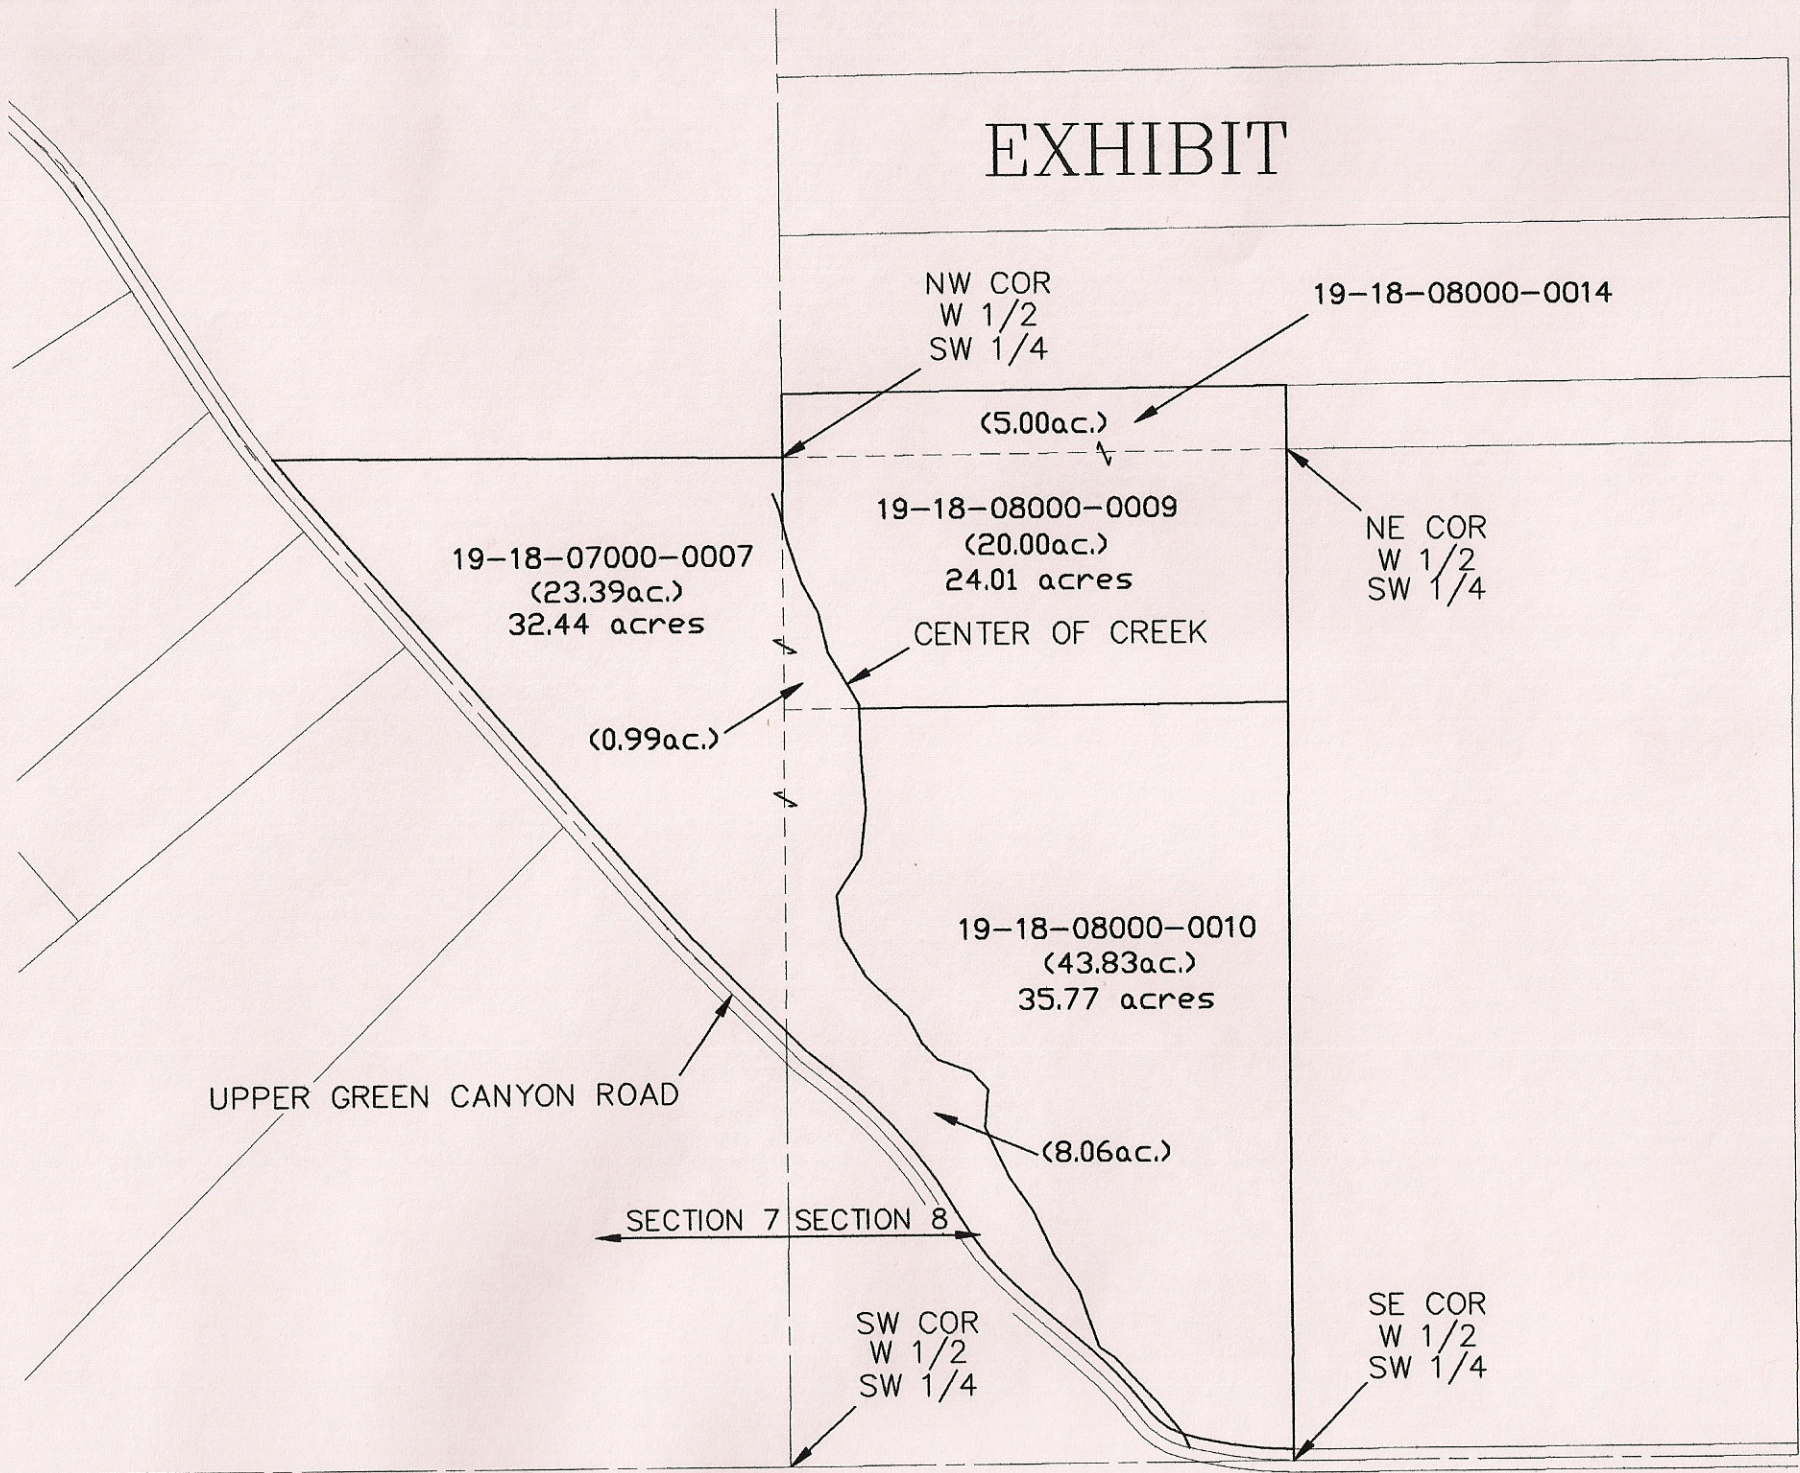 EXHIBIT
NW COR
W 1/2
SW 1/4
19-18-08000-0014
(5.00ac.)
19-18-08000-0009
(20.00ac.)
24.01 acres
NE COR
W 1/2
SW 1/4
19-18-07000-0007
(23.39ac.)
32.44 acres
CENTER OF CREEK
(0.99ac.)
19-18-08000-0010
(43.83ac.)
35.77 acres
UPPER GREEN CANYON ROAD
(8.06ac.)
SECTION 7 SECTION 8
SW COR
W 1/2
SW 1/4
SE COR
W 1/2
SW 1/4